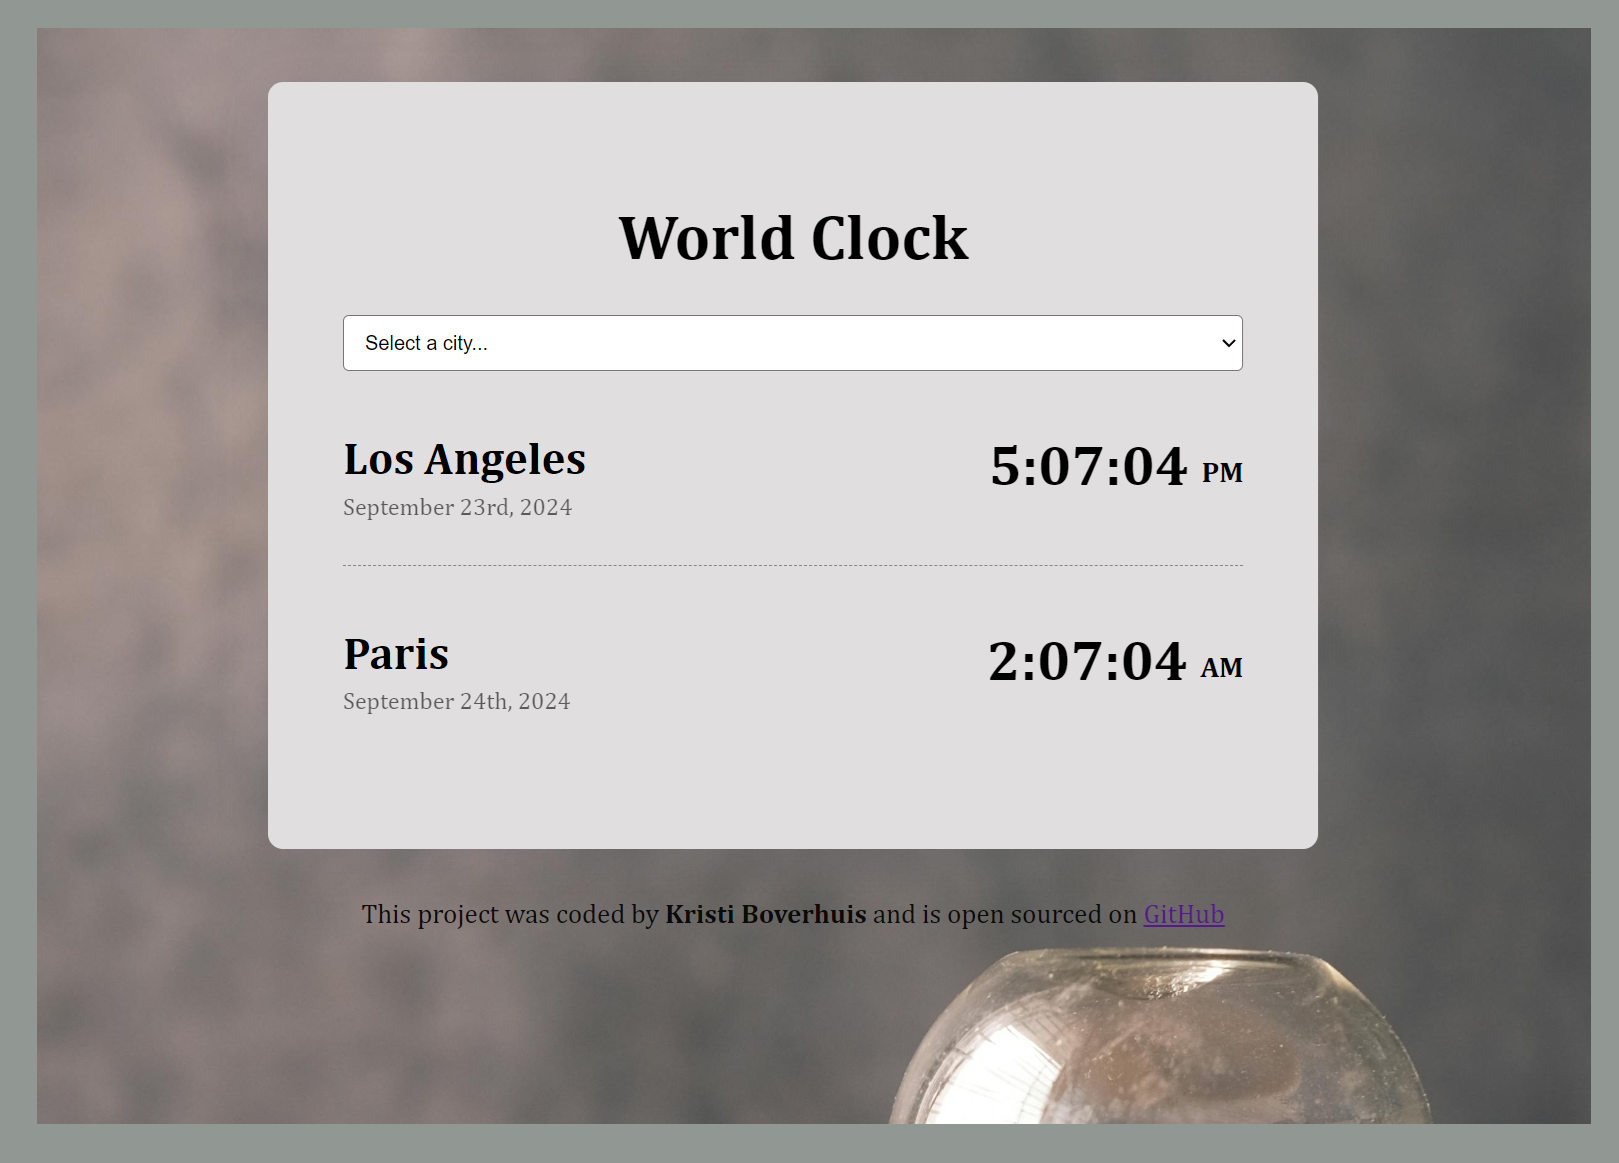 World Clock
Select a city...
Los Angeles
5:07:04 PM
September 23rd, 2024
Paris
2:07:04 AM
September 24th, 2024
This project was coded by Kristi Boverhuis and is open sourced on GitHub